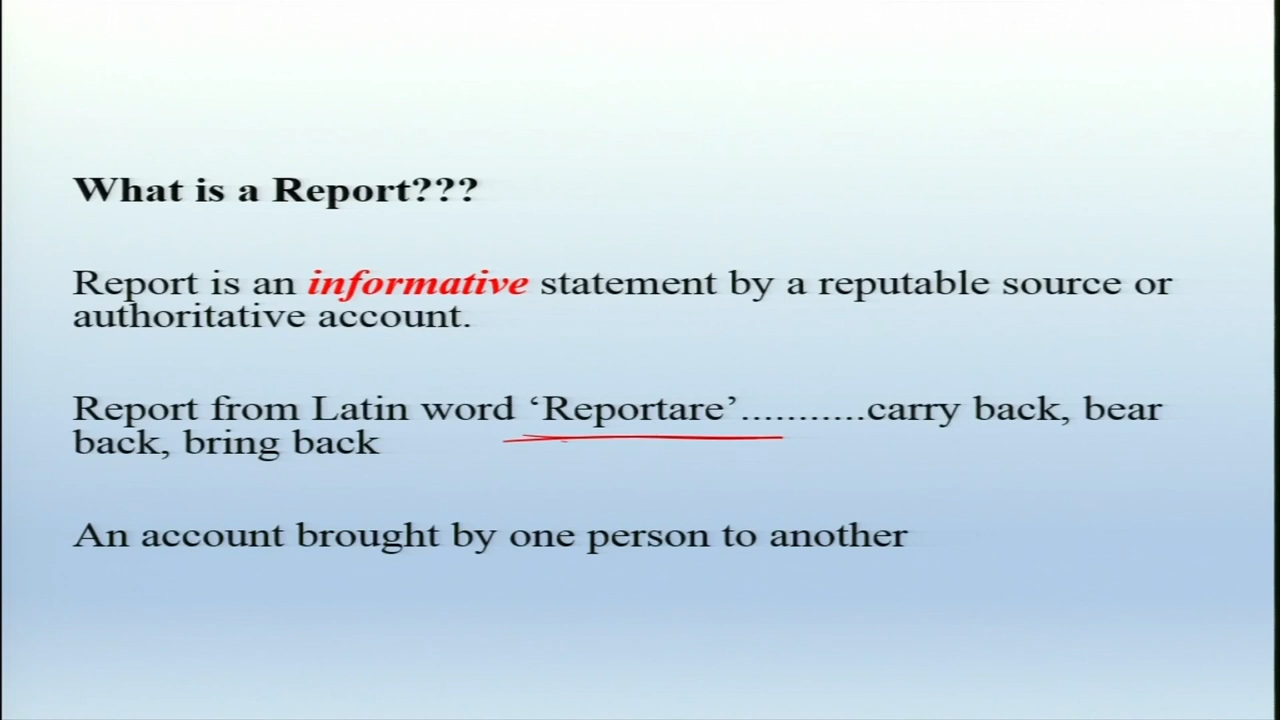 What is a Report???
Report is an informative statement by a reputable source or
authoritative account.
Report from Latin word ‘Reportare’...........carry back, bear
back, bring back
An account brought by one person to another